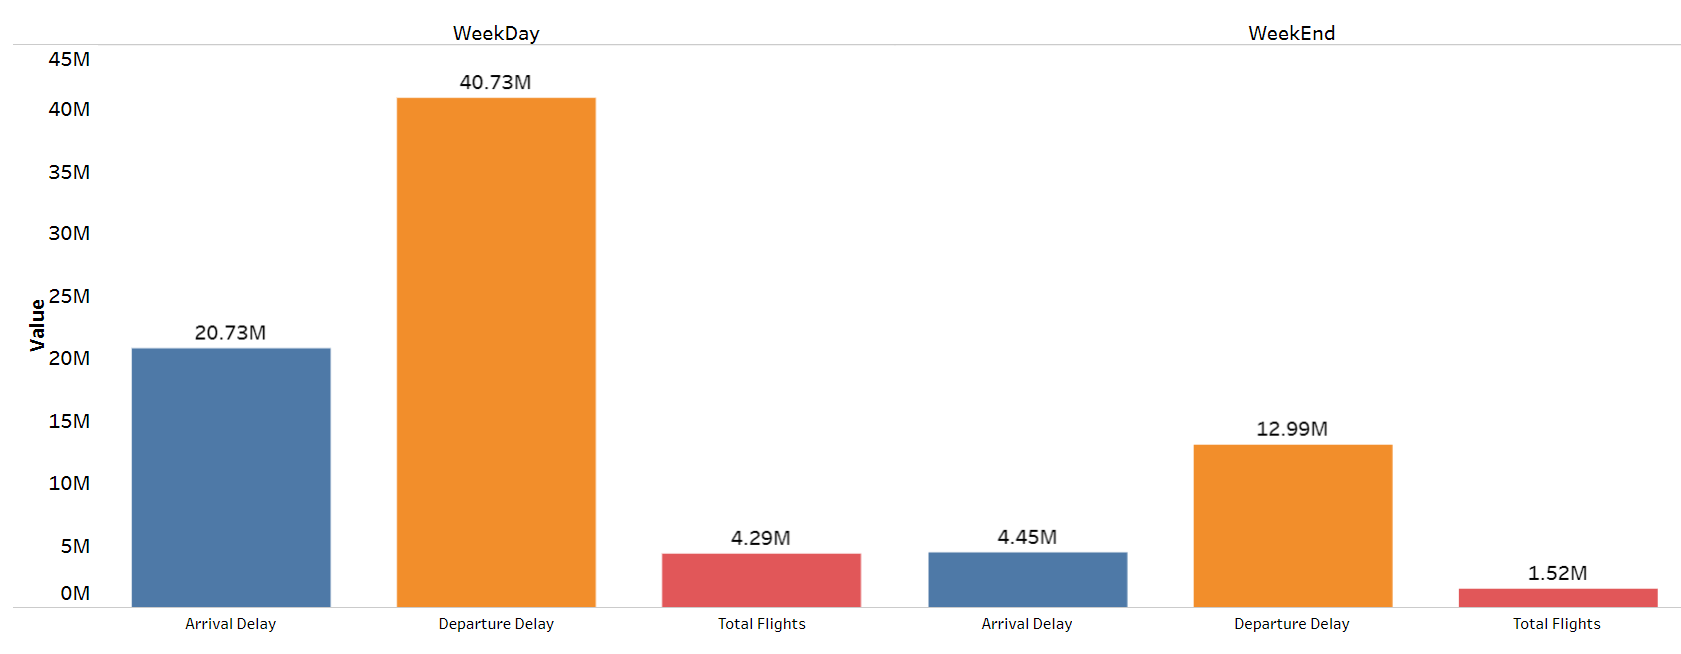 WeekDay
WeekEnd
Value
45M
40M
35M
30M
25M
20M
15M
10M
5M
0M
20.73M
40.73M
4.29M
4.45M
12.99M
1.52M
Arrival Delay
Departure Delay
Total Flights
Arrival Delay
Departure Delay
Total Flights